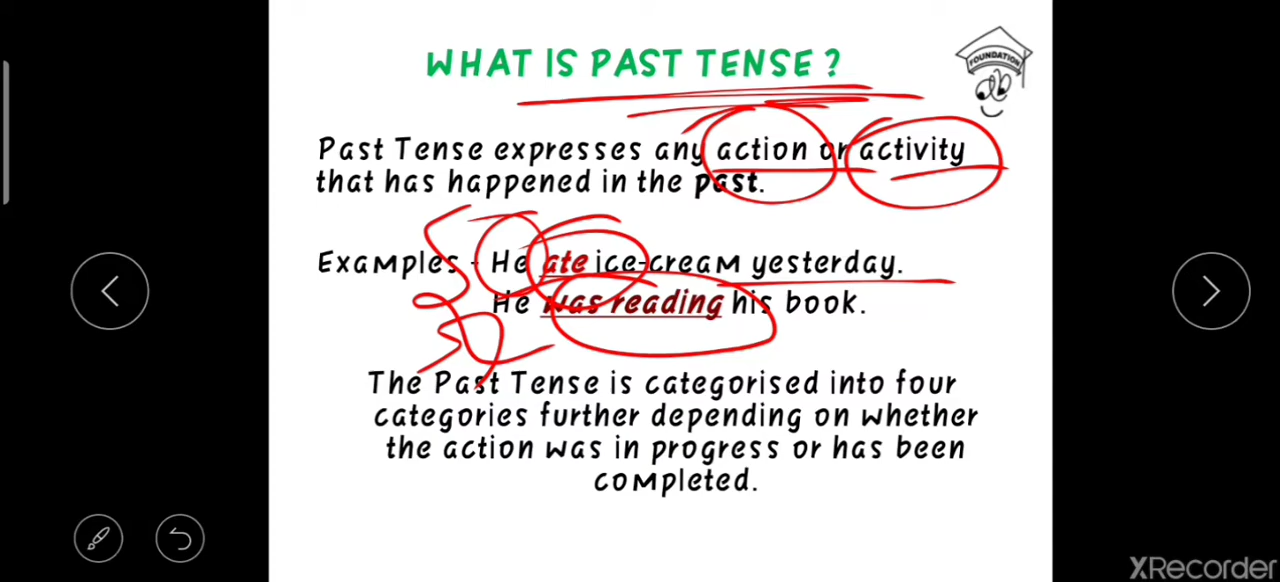 WHAT IS PAST TENSE ?
FOUNDATION
Past Tense expresses any action or activity
that has happened in the past.
Examples - He ate ice-cream yesterday.
He was reading his book.
The Past Tense is categorised into four
categories further depending on whether
the action was in progress or has been
completed.
XRecorder